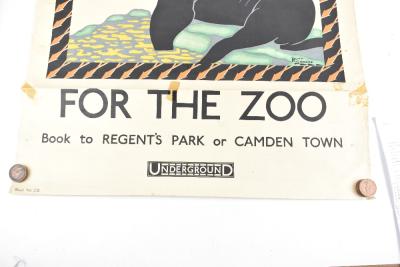 FOR THE ZOO
Book to REGENT'S PARK or CAMDEN TOWN
UNDERGROUND